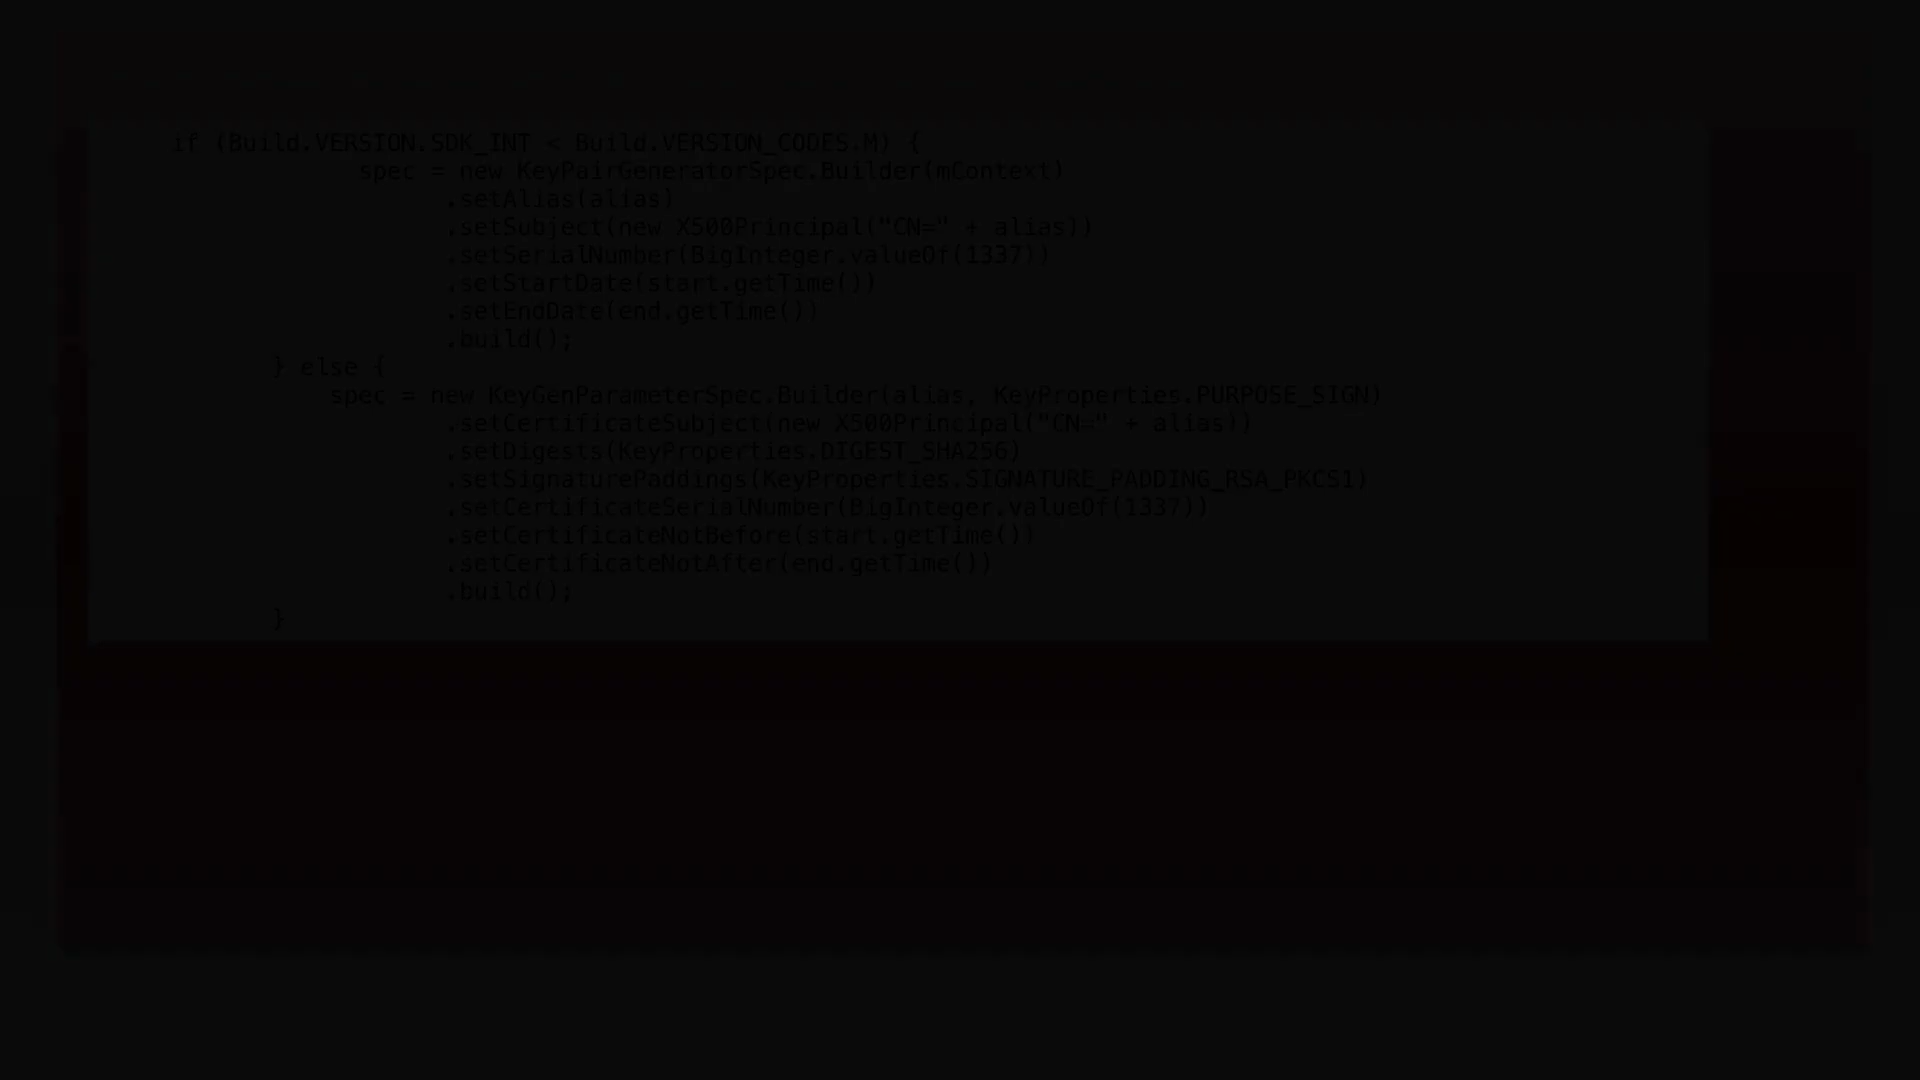 if (Build.VERSION.SDK_INT < Build.VERSION_CODES.M) {
spec = new KeyPairGeneratorSpec.Builder(mContext)
.setAlias(alias)
.setSubject(new X500Principal("CN=" + alias))
.setSerialNumber(BigInteger.valueOf(1337))
.setStartDate(start.getTime())
.setEndDate(end.getTime())
.build();
} else {
spec = new KeyGenParameterSpec.Builder(alias, KeyProperties.PURPOSE_SIGN)
.setCertificateSubject(new X500Principal("CN=" + alias))
.setDigests(KeyProperties.DIGEST_SHA256)
.setSignaturePaddings(KeyProperties.SIGNATURE_PADDING_RSA_PKCS1)
.setCertificateSerialNumber(BigInteger.valueOf(1337))
.setCertificateNotBefore(start.getTime())
.setCertificateNotAfter(end.getTime())
.build();
}